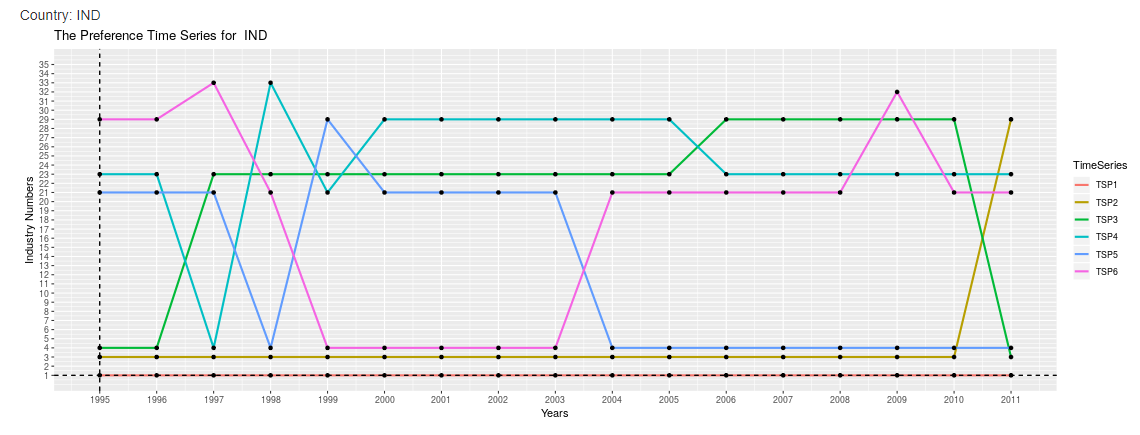 Country: IND
The Preference Time Series for IND
Industry Numbers
35
34
33
32
31
30
29
28
27
26
25
24
23
22
21
20
19
18
17
16
15
14
13
12
11
10
9
8
7
6
5
4
3
2
1
1995 1996 1997 1998 1999 2000 2001 2002 2003 2004 2005 2006 2007 2008 2009 2010 2011
Years
TimeSeries
TSP1
TSP2
TSP3
TSP4
TSP5
TSP6